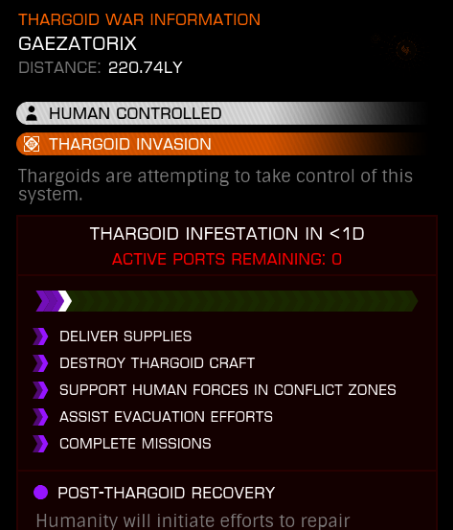 THARGOID WAR INFORMATION
GAEZATORIX
DISTANCE: 220.74LY
HUMAN CONTROLLED
THARGOID INVASION
Thargoids are attempting to take control of this
system.
THARGOID INFESTATION IN <1D
ACTIVE PORTS REMAINING: 0
DELIVER SUPPLIES
DESTROY THARGOID CRAFT
SUPPORT HUMAN FORCES IN CONFLICT ZONES
ASSIST EVACUATION EFFORTS
COMPLETE MISSIONS
POST-THARGOID RECOVERY
Humanity will initiate efforts to repair